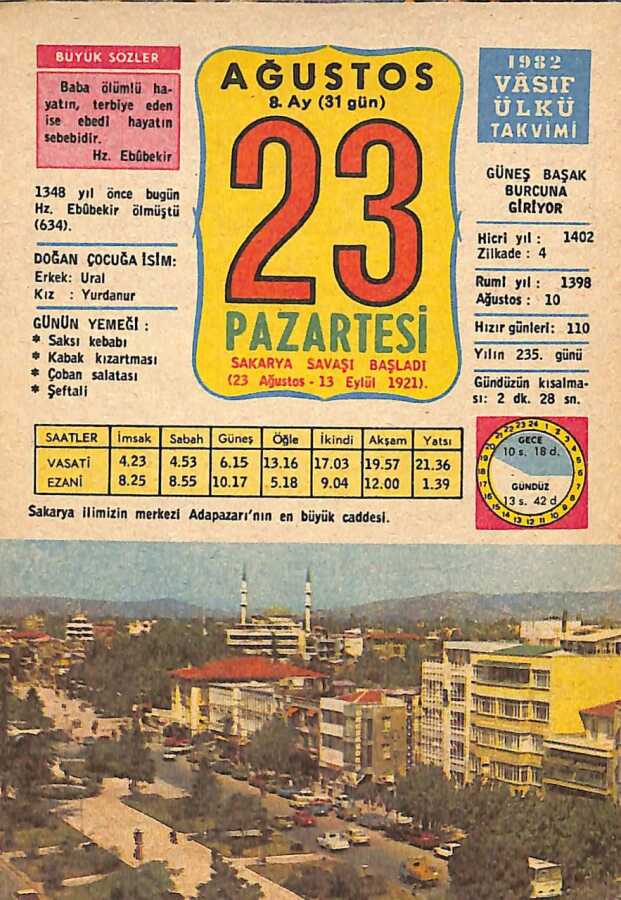 BÜYÜK SÖZLER
Baba ölümlü ha-
yatın, terbiye eden
ise ebedî hayatın
sebebidir.
Hz. Ebûbekir
1348 yıl önce bugün
Hz. Ebûbekir ölmüştü
(634).
DOĞAN ÇOCUĞA İSİM:
Erkek: Ural
Kız : Yurdanur
GÜNÜN YEMEĞİ :
* Saksı kebabı
* Kabak kızartması
* Çoban salatası
* Şeftali
AĞUSTOS
8. Ay (31 gün)
23
PAZARTESİ
SAKARYA SAVAŞI BAŞLADI
(23 Ağustos - 13 Eylül 1921).
1982
VÂSIF
ÜLKÜ
TAKVİMİ
GÜNEŞ BAŞAK
BURCUNA
GİRİYOR
Hicrî yıl : 1402
Zilkade : 4
Rumî yıl : 1398
Ağustos : 10
Hızır günleri: 110
Yılın 235. günü
Gündüzün kısalma-
sı: 2 dk. 28 sn.
SAATLER İmsak Sabah Güneş Öğle İkindi Akşam Yatsı
VASATİ 4.23 4.53 6.15 13.16 17.03 19.57 21.36
EZANİ 8.25 8.55 10.17 5.18 9.04 12.00 1.39
GECE
10 s. 18 d.
GÜNDÜZ
13 s. 42 d
Sakarya ilimizin merkezi Adapazarı'nın en büyük caddesi.